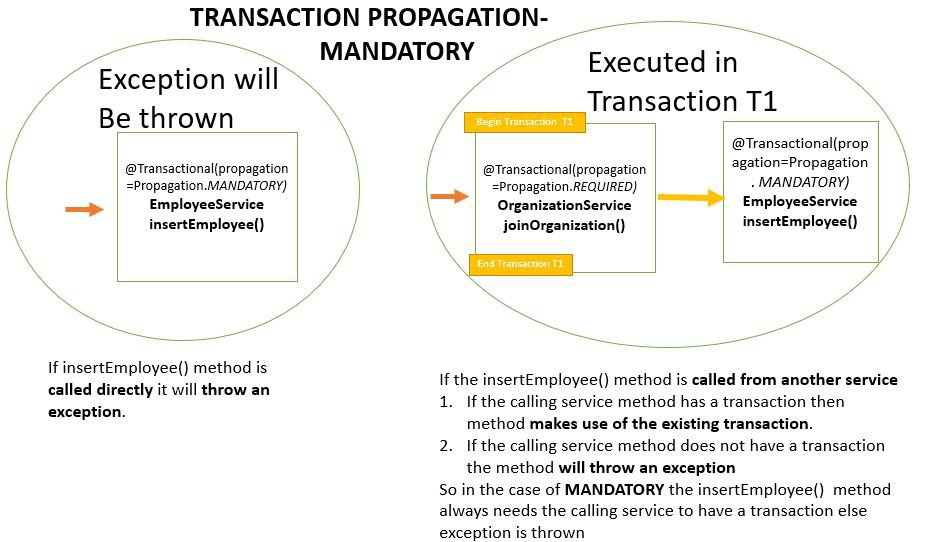 TRANSACTION PROPAGATION-
MANDATORY
Exception will
Be thrown
@Transactional(propagation
=Propagation.MANDATORY)
EmployeeService
insertEmployee()
If insertEmployee() method is
called directly it will throw an
exception.
Executed in
Transaction T1
Begin Transaction T1
@Transactional(propagation
=Propagation.REQUIRED)
OrganizationService
joinOrganization()
End Transaction T1
@Transactional(prop
agation=Propagation
. MANDATORY)
EmployeeService
insertEmployee()
If the insertEmployee() method is called from another service
1. If the calling service method has a transaction then
method makes use of the existing transaction.
2. If the calling service method does not have a transaction
the method will throw an exception
So in the case of MANDATORY the insertEmployee() method
always needs the calling service to have a transaction else
exception is thrown